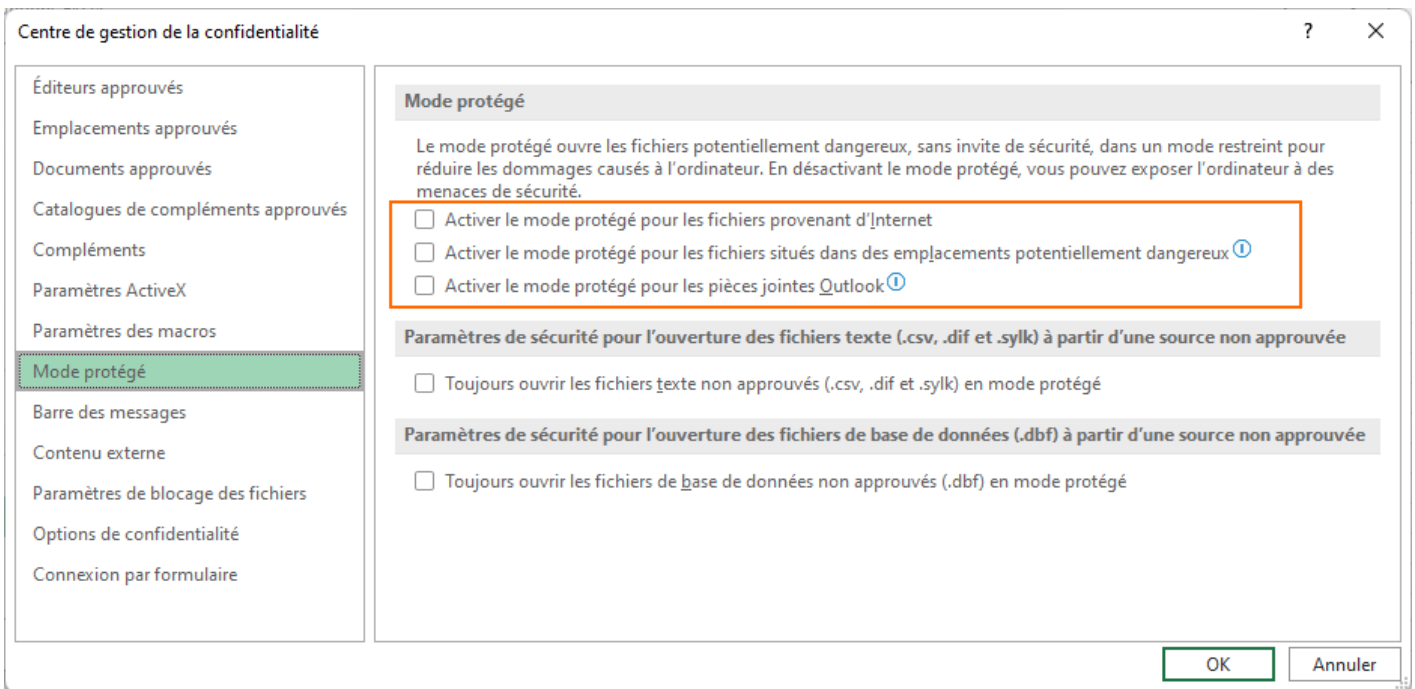 Centre de gestion de la confidentialité
?
Éditeurs approuvés
Emplacements approuvés
Documents approuvés
Catalogues de compléments approuvés
Compléments
Paramètres ActiveX
Paramètres des macros
Mode protégé
Barre des messages
Contenu externe
Paramètres de blocage des fichiers
Options de confidentialité
Connexion par formulaire
Mode protégé
Le mode protégé ouvre les fichiers potentiellement dangereux, sans invite de sécurité, dans un mode restreint pour
réduire les dommages causés à l'ordinateur. En désactivant le mode protégé, vous pouvez exposer l'ordinateur à des
menaces de sécurité.
Activer le mode protégé pour les fichiers provenant d'Internet
Activer le mode protégé pour les fichiers situés dans des emplacements potentiellement dangereux
Activer le mode protégé pour les pièces jointes Outlook
Paramètres de sécurité pour l'ouverture des fichiers texte (.csv, .dif et .sylk) à partir d'une source non approuvée
Toujours ouvrir les fichiers texte non approuvés (.csv, .dif et .sylk) en mode protégé
Paramètres de sécurité pour l'ouverture des fichiers de base de données (.dbf) à partir d'une source non approuvée
Toujours ouvrir les fichiers de base de données non approuvés (.dbf) en mode protégé
OK
Annuler